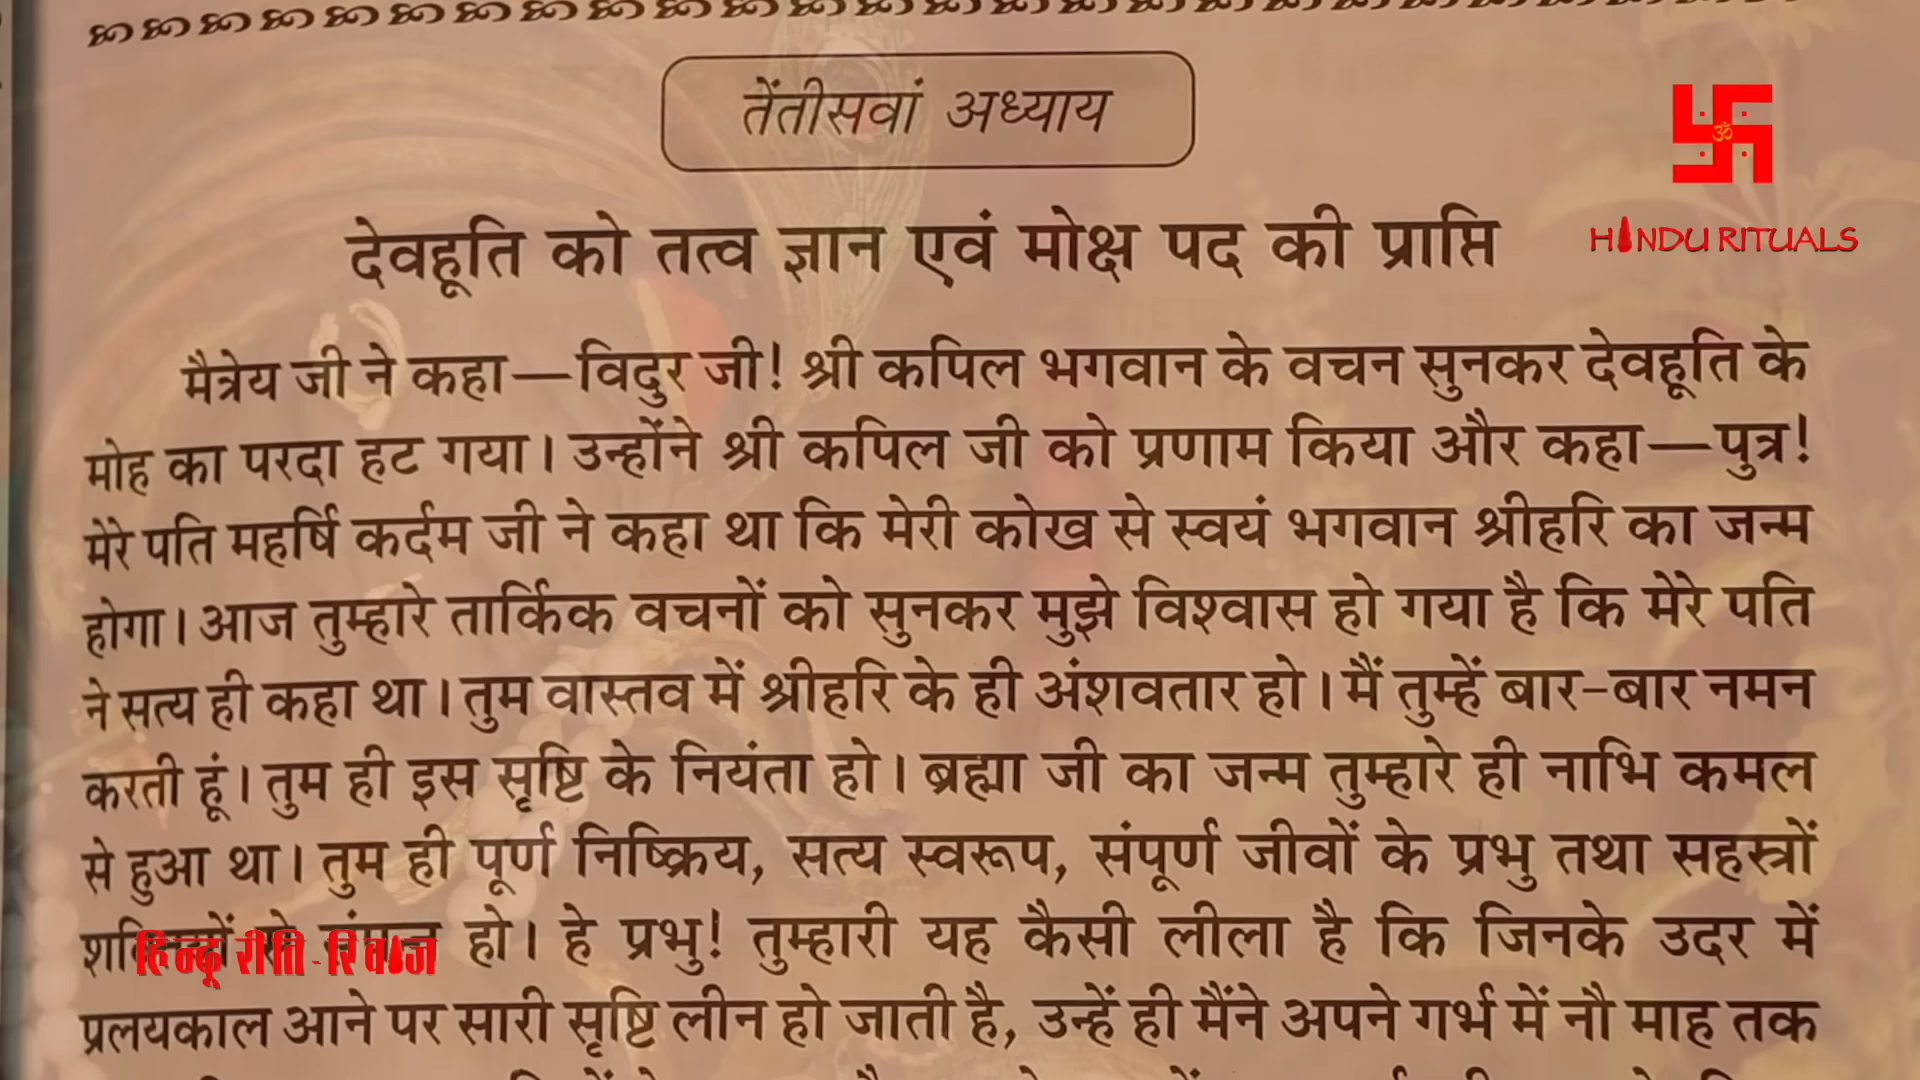 तेंतीसवां अध्याय
HINDU RITUALS
देवहूति को तत्व ज्ञान एवं मोक्ष पद की प्राप्ति
मैत्रेय जी ने कहा—विदुर जी! श्री कपिल भगवान के वचन सुनकर देवहूति के
मोह का परदा हट गया। उन्होंने श्री कपिल जी को प्रणाम किया और कहा—पुत्र!
मेरे पति महर्षि कर्दम जी ने कहा था कि मेरी कोख से स्वयं भगवान श्रीहरि का जन्म
होगा। आज तुम्हारे तार्किक वचनों को सुनकर मुझे विश्वास हो गया है कि मेरे पति
ने सत्य ही कहा था। तुम वास्तव में श्रीहरि के ही अंशवतार हो। मैं तुम्हें बार-बार नमन
करती हूं। तुम ही इस सृष्टि के नियंता हो। ब्रह्मा जी का जन्म तुम्हारे ही नाभि कमल
से हुआ था। तुम ही पूर्ण निष्क्रिय, सत्य स्वरूप, संपूर्ण जीवों के प्रभु तथा सहस्त्रों
हो। हे प्रभु! तुम्हारी यह कैसी लीला है कि जिनके उदर में
हिन्दू रीति-रिवाज
प्रलयकाल आने पर सारी सृष्टि लीन हो जाती है, उन्हें ही मैंने अपने गर्भ में नौ माह तक